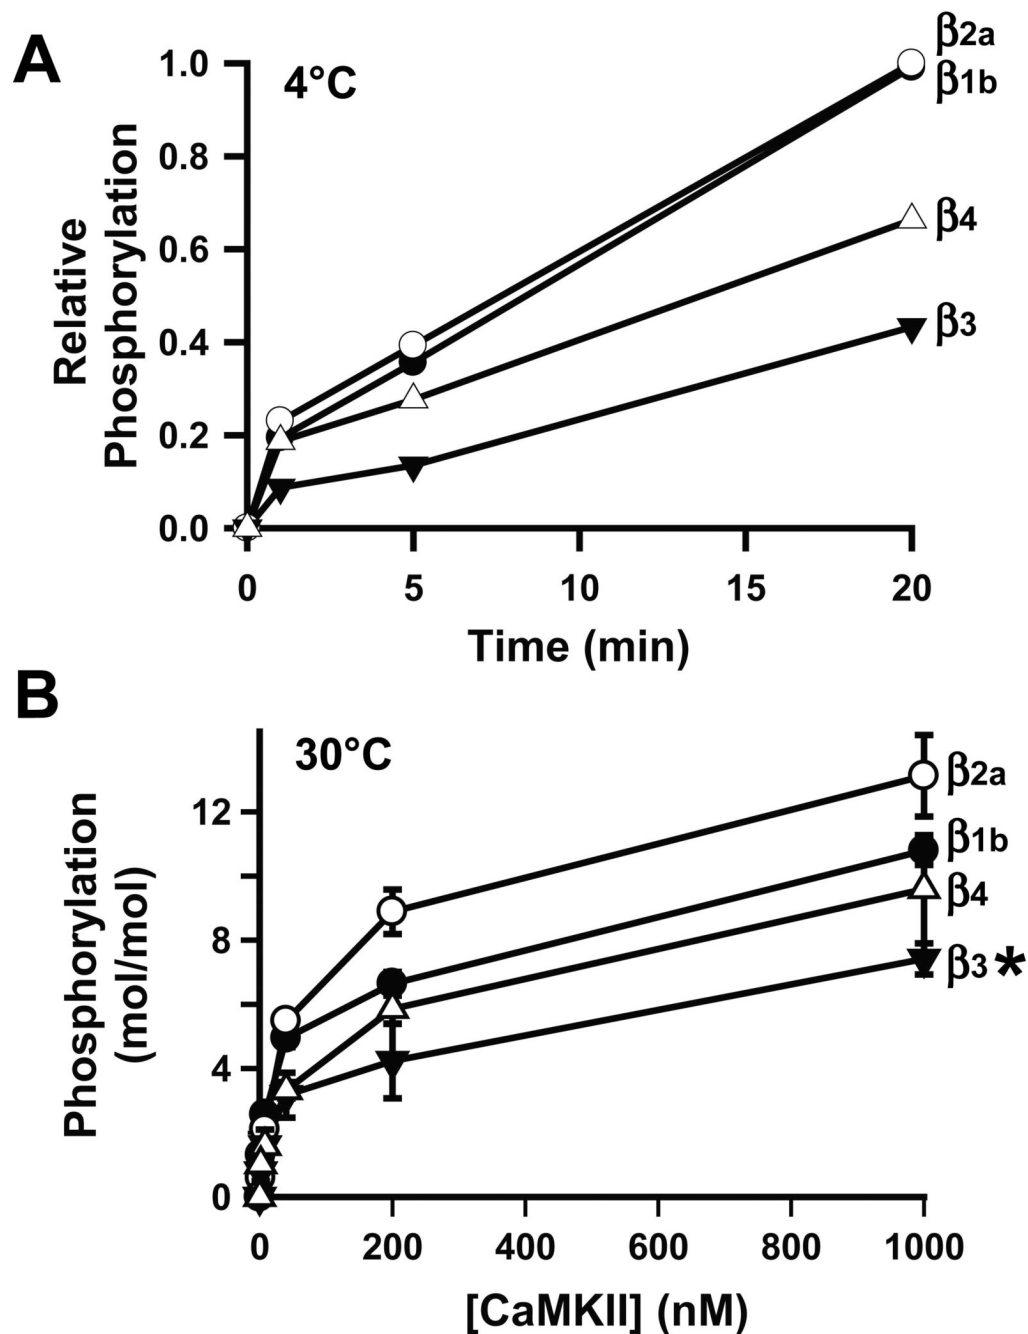 A
4°C
Relative
Phosphorylation
1.0
0.8
0.6
0.4
0.2
0.0
β2a
β1b
β4
β3
0 5 10 15 20
Time (min)
B
30°C
Phosphorylation
(mol/mol)
12
8
4
0
β2a
β1b
β4
β3*
0 200 400 600 800 1000
[CaMKII] (nM)